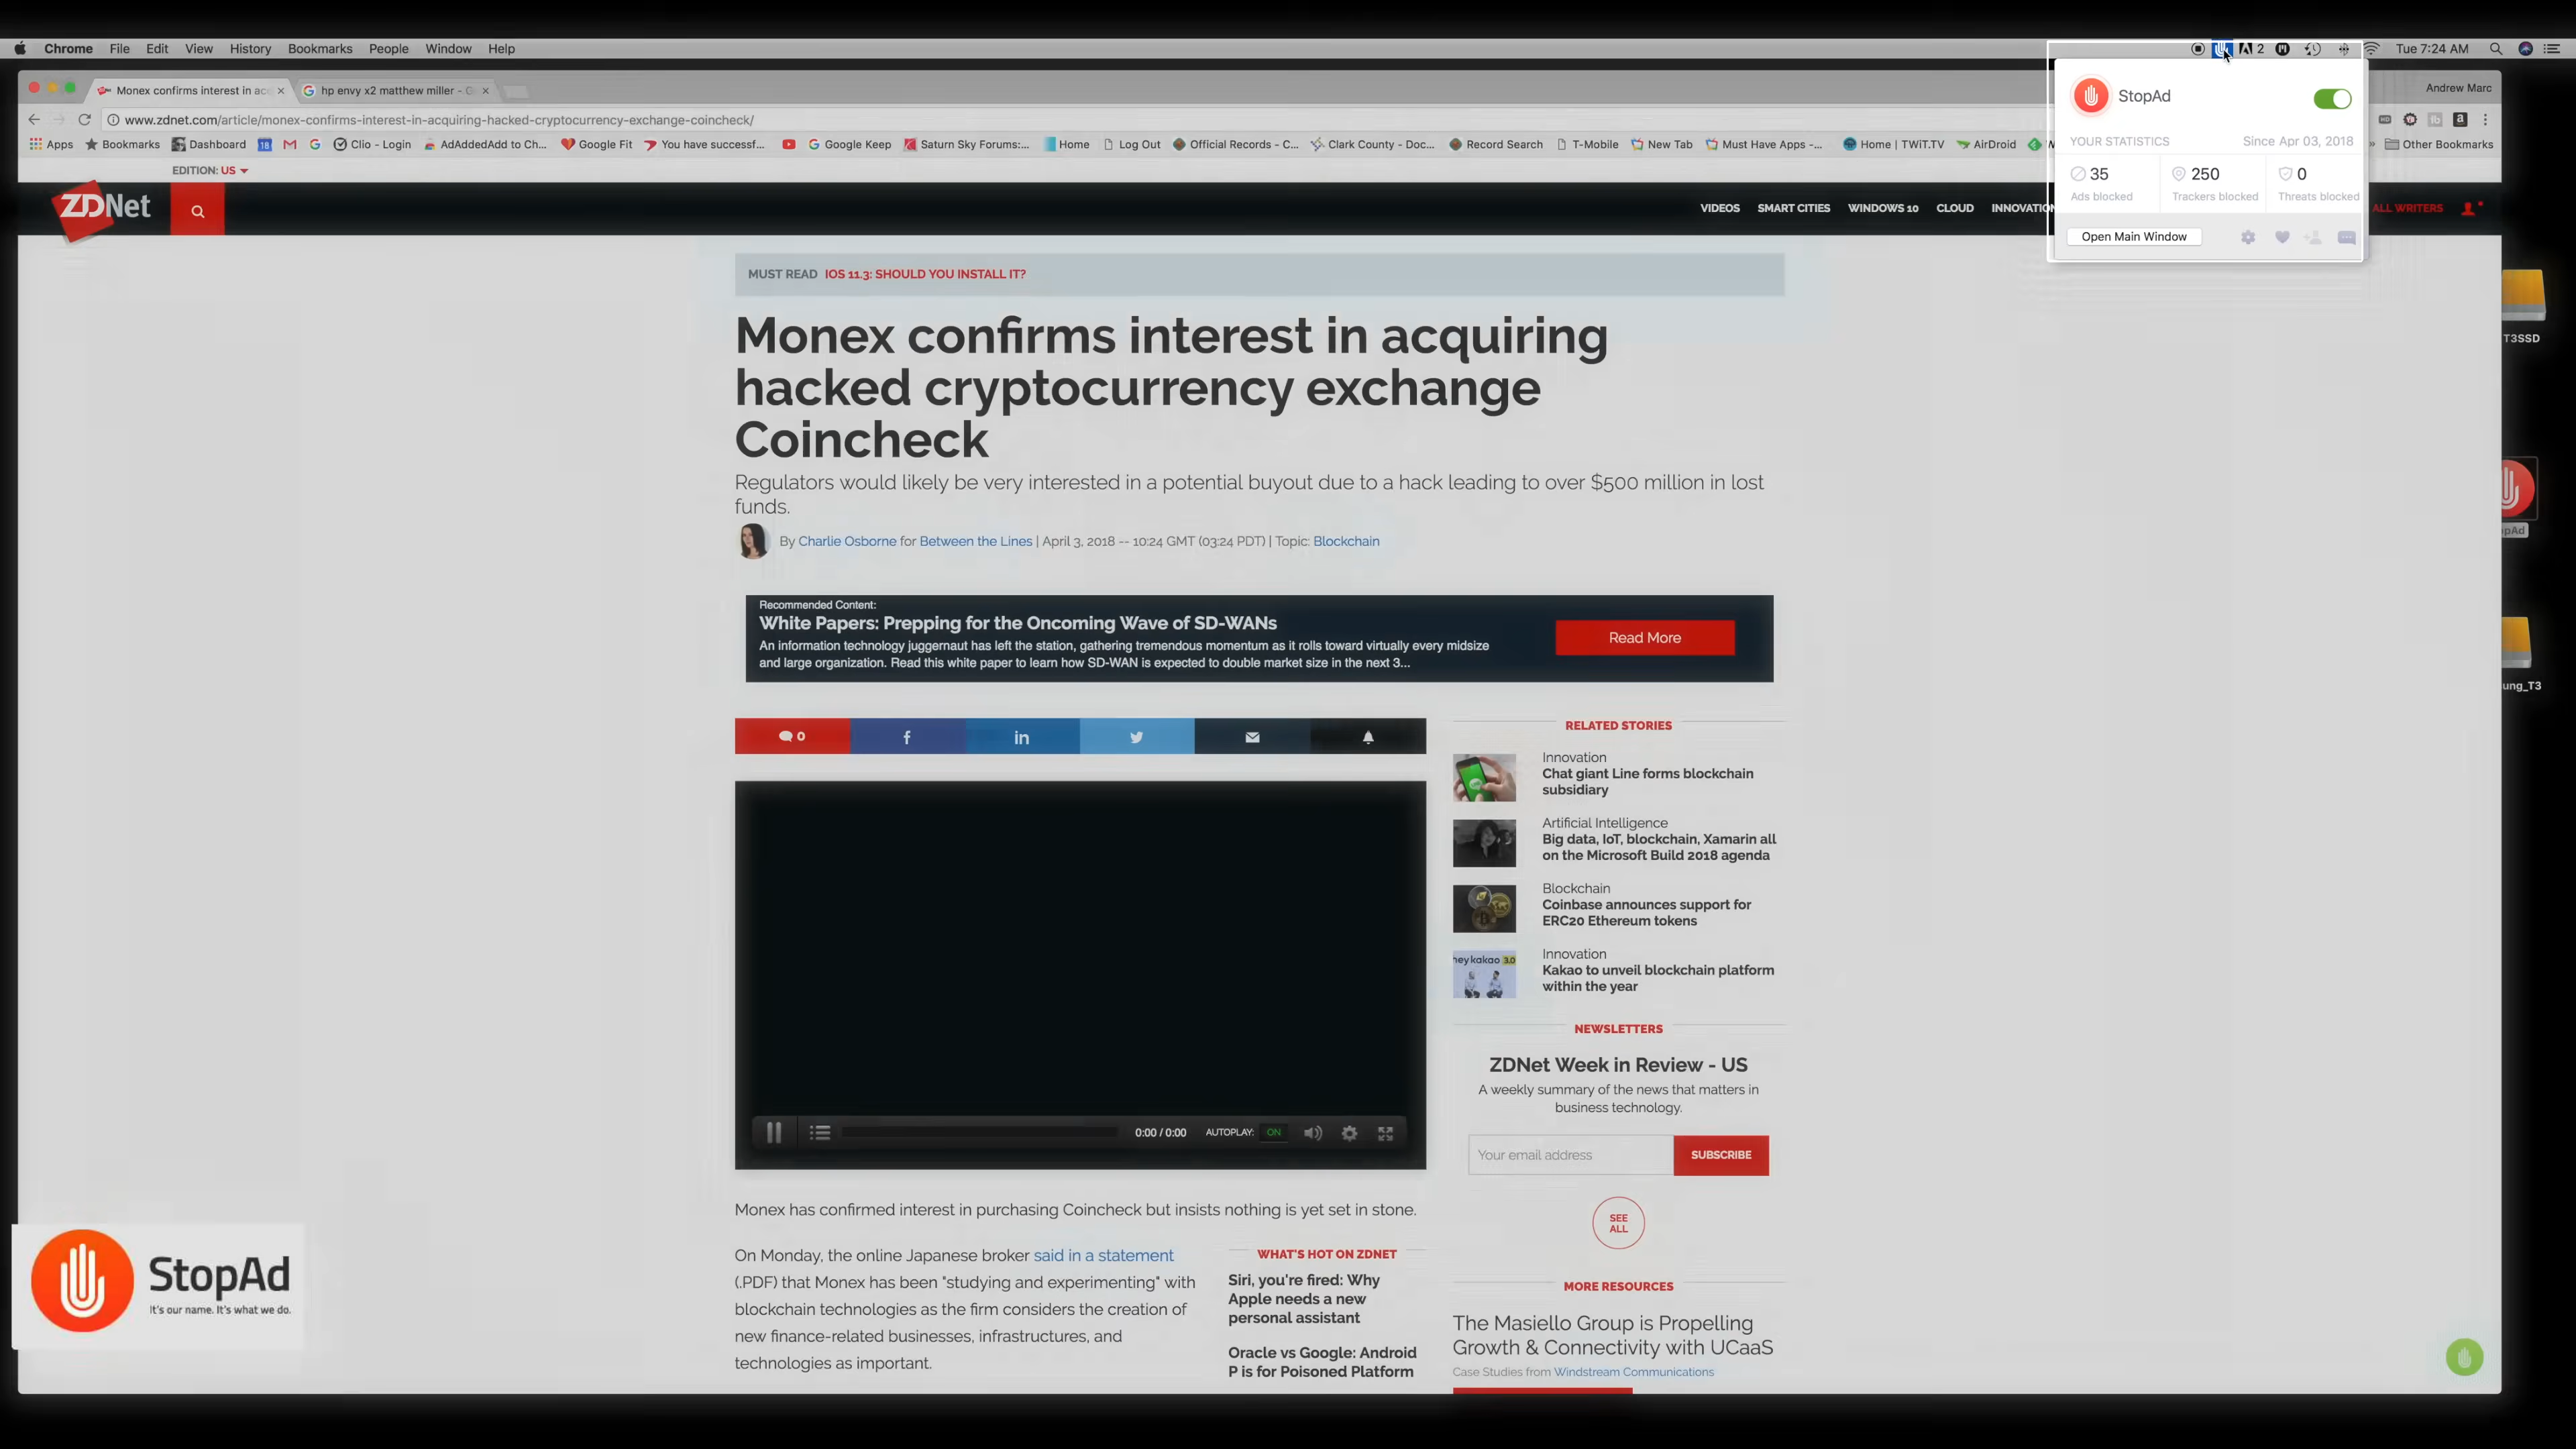 Chrome File Edit View History Bookmarks People Window Help
2
Tue 7:24 AM
Monex confirms interest in acc
hp envy x2 matthew miller - G
Andrew Marc
www.zdnet.com/article/monex-confirms-interest-in-acquiring-hacked-cryptocurrency-exchange-coincheck/
Apps Bookmarks Dashboard 18 Clio - Login AdAddedAdd to Ch... Google Fit You have successf... Google Keep Saturn Sky Forums:... Home Log Out Official Records - C... Clark County - Doc... Record Search T-Mobile New Tab Must Have Apps -... Home | TWiT.TV AirDroid » Other Bookmarks
StopAd
YOUR STATISTICS Since Apr 03, 2018
35 250 0
Ads blocked Trackers blocked Threats blocked
Open Main Window
EDITION: US
ZDNet
VIDEOS SMART CITIES WINDOWS 10 CLOUD INNOVATION ALL WRITERS
MUST READ IOS 11.3: SHOULD YOU INSTALL IT?
Monex confirms interest in acquiring
hacked cryptocurrency exchange
Coincheck
Regulators would likely be very interested in a potential buyout due to a hack leading to over $500 million in lost
funds.
By Charlie Osborne for Between the Lines | April 3, 2018 -- 10:24 GMT (03:24 PDT) | Topic: Blockchain
Recommended Content:
White Papers: Prepping for the Oncoming Wave of SD-WANs
An information technology juggernaut has left the station, gathering tremendous momentum as it rolls toward virtually every midsize
and large organization. Read this white paper to learn how SD-WAN is expected to double market size in the next 3...
Read More
0
f
in
RELATED STORIES
Innovation
Chat giant Line forms blockchain
subsidiary
Artificial Intelligence
Big data, IoT, blockchain, Xamarin all
on the Microsoft Build 2018 agenda
Blockchain
Coinbase announces support for
ERC20 Ethereum tokens
hey kakao 3.0
Innovation
Kakao to unveil blockchain platform
within the year
NEWSLETTERS
ZDNet Week in Review - US
A weekly summary of the news that matters in
business technology.
Your email address
SUBSCRIBE
SEE
ALL
0:00 / 0:00 AUTOPLAY: ON
Monex has confirmed interest in purchasing Coincheck but insists nothing is yet set in stone.
On Monday, the online Japanese broker said in a statement
(.PDF) that Monex has been "studying and experimenting" with
blockchain technologies as the firm considers the creation of
new finance-related businesses, infrastructures, and
technologies as important.
WHAT'S HOT ON ZDNET
Siri, you're fired: Why
Apple needs a new
personal assistant
Oracle vs Google: Android
P is for Poisoned Platform
MORE RESOURCES
The Masiello Group is Propelling
Growth & Connectivity with UCaaS
Case Studies from Windstream Communications
T3SSD
pAd
ung_T3
StopAd
It's our name. It's what we do.